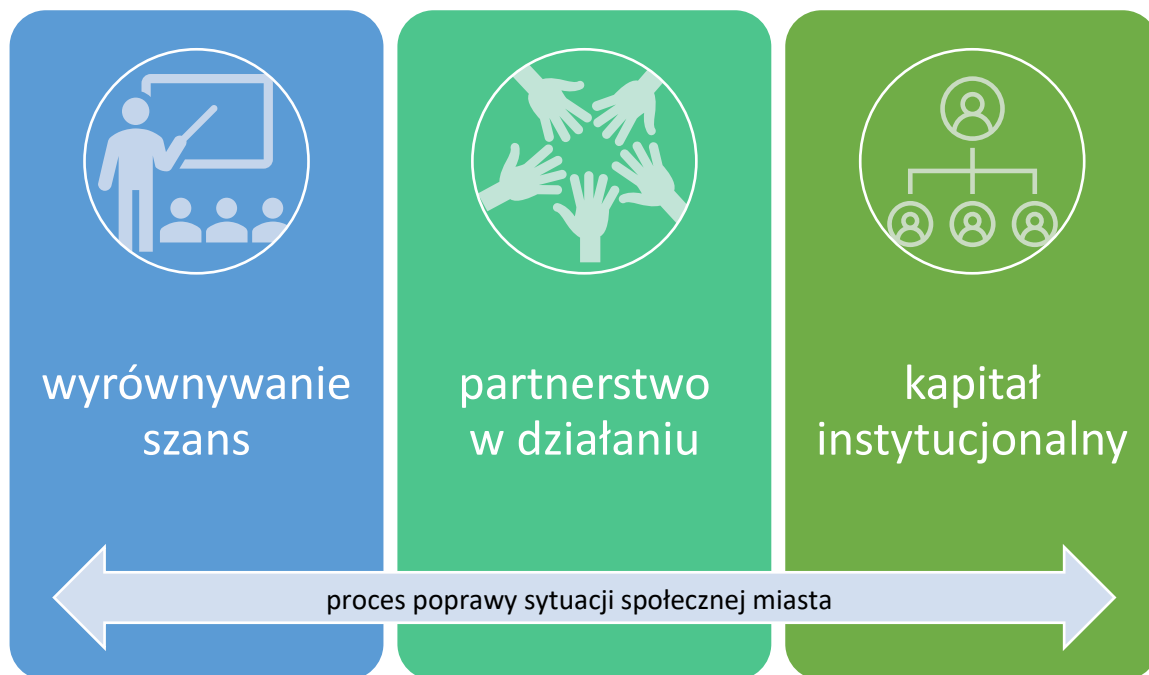 wyrównywanie
szans
partnerstwo
w działaniu
kapitał
instytucjonalny
proces poprawy sytuacji społecznej miasta